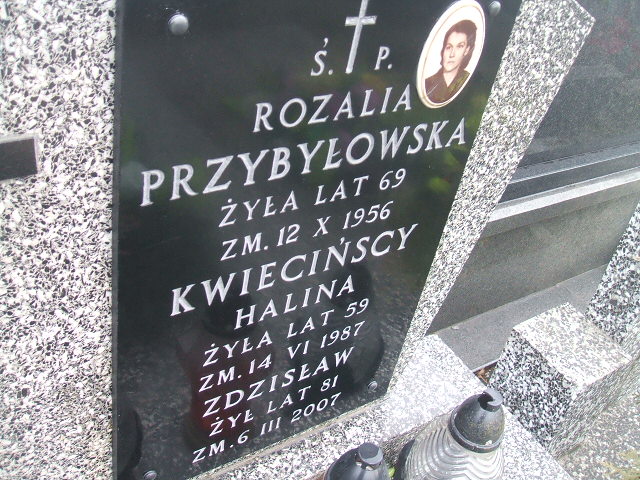 Ś. P.
ROZALIA
PRZYBYŁOWSKA
ŻYŁA LAT 69
ZM. 12 X 1956
KWIECIŃSCY
HALINA
ŻYŁA LAT 59
ZM. 14 VI 1987
ZDZISŁAW
ŻYŁ LAT 81
ZM. 6 III 2007